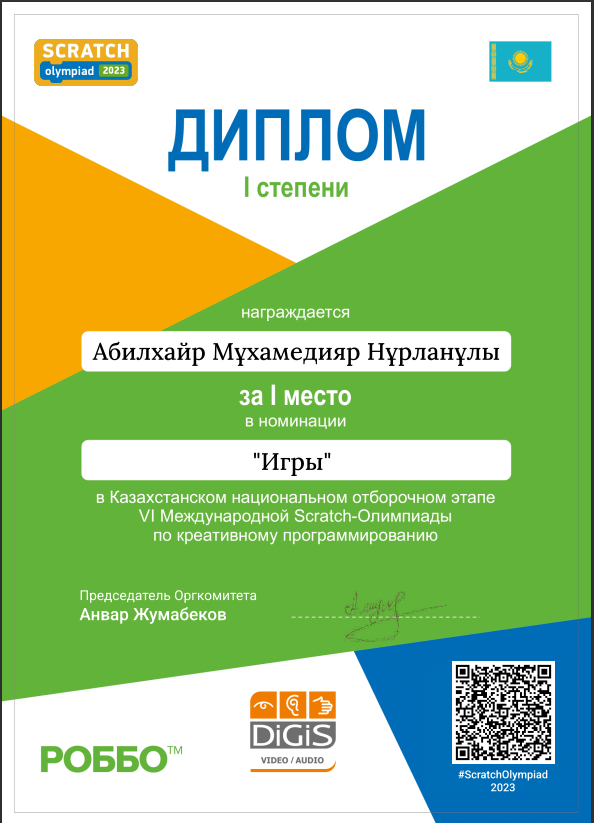 SCRATCH
olympiad 2023
ДИПЛОМ
I степени
награждается
Абилхайр Мұхамедияр Нұрланұлы
за I место
в номинации
"Игры"
в Казахстанском национальном отборочном этапе
VI Международной Scratch-Олимпиады
по креативному программированию
Председатель Оргкомитета
Анвар Жумабеков
РОББО™
DiGiS
VIDEO / AUDIO
#ScratchOlympiad
2023